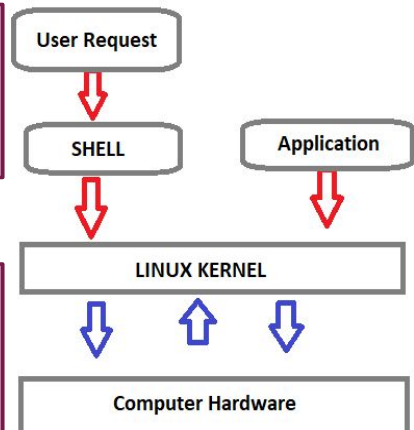 User Request
SHELL
Application
LINUX KERNEL
Computer Hardware